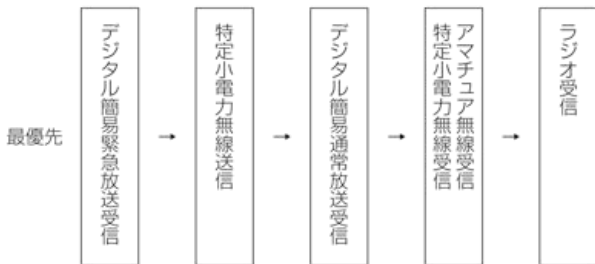 最優先
デジタル簡易緊急放送受信
→
特定小電力無線送信
→
デジタル簡易通常放送受信
→
アマチュア無線受信
特定小電力無線受信
→
ラジオ受信